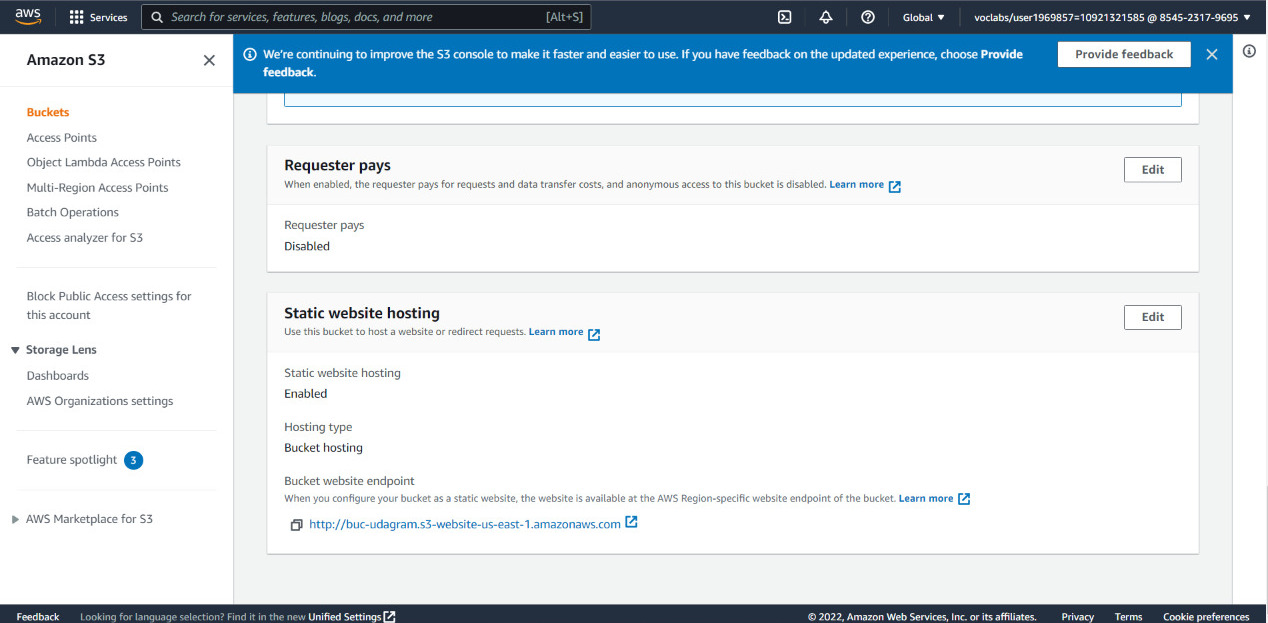 aws
Services
Search for services, features, blogs, docs, and more
[Alt+S]
Global
voclabs/user1969857=10921321585 @ 8545-2317-9695
Amazon S3
We're continuing to improve the S3 console to make it faster and easier to use. If you have feedback on the updated experience, choose Provide
feedback.
Provide feedback
Buckets
Access Points
Object Lambda Access Points
Multi-Region Access Points
Batch Operations
Access analyzer for S3
Block Public Access settings for
this account
Storage Lens
Dashboards
AWS Organizations settings
Feature spotlight 3
AWS Marketplace for S3
Requester pays
When enabled, the requester pays for requests and data transfer costs, and anonymous access to this bucket is disabled. Learn more
Edit
Requester pays
Disabled
Static website hosting
Use this bucket to host a website or redirect requests. Learn more
Edit
Static website hosting
Enabled
Hosting type
Bucket hosting
Bucket website endpoint
When you configure your bucket as a static website, the website is available at the AWS Region-specific website endpoint of the bucket. Learn more
http://buc-udagram.s3-website-us-east-1.amazonaws.com
Feedback
Looking for language selection? Find it in the new Unified Settings
© 2022, Amazon Web Services, Inc. or its affiliates.
Privacy
Terms
Cookie preferences